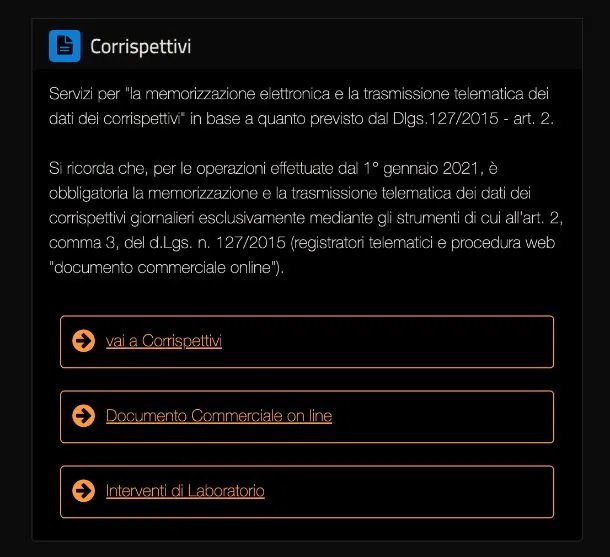 Corrispettivi
Servizi per "la memorizzazione elettronica e la trasmissione telematica dei
dati dei corrispettivi" in base a quanto previsto dal Dlgs.127/2015 - art. 2.
Si ricorda che, per le operazioni effettuate dal 1° gennaio 2021, è
obbligatoria la memorizzazione e la trasmissione telematica dei dati dei
corrispettivi giornalieri esclusivamente mediante gli strumenti di cui all'art. 2,
comma 3, del d.Lgs. n. 127/2015 (registratori telematici e procedura web
"documento commerciale online").
vai a Corrispettivi
Documento Commerciale on line
Interventi di Laboratorio